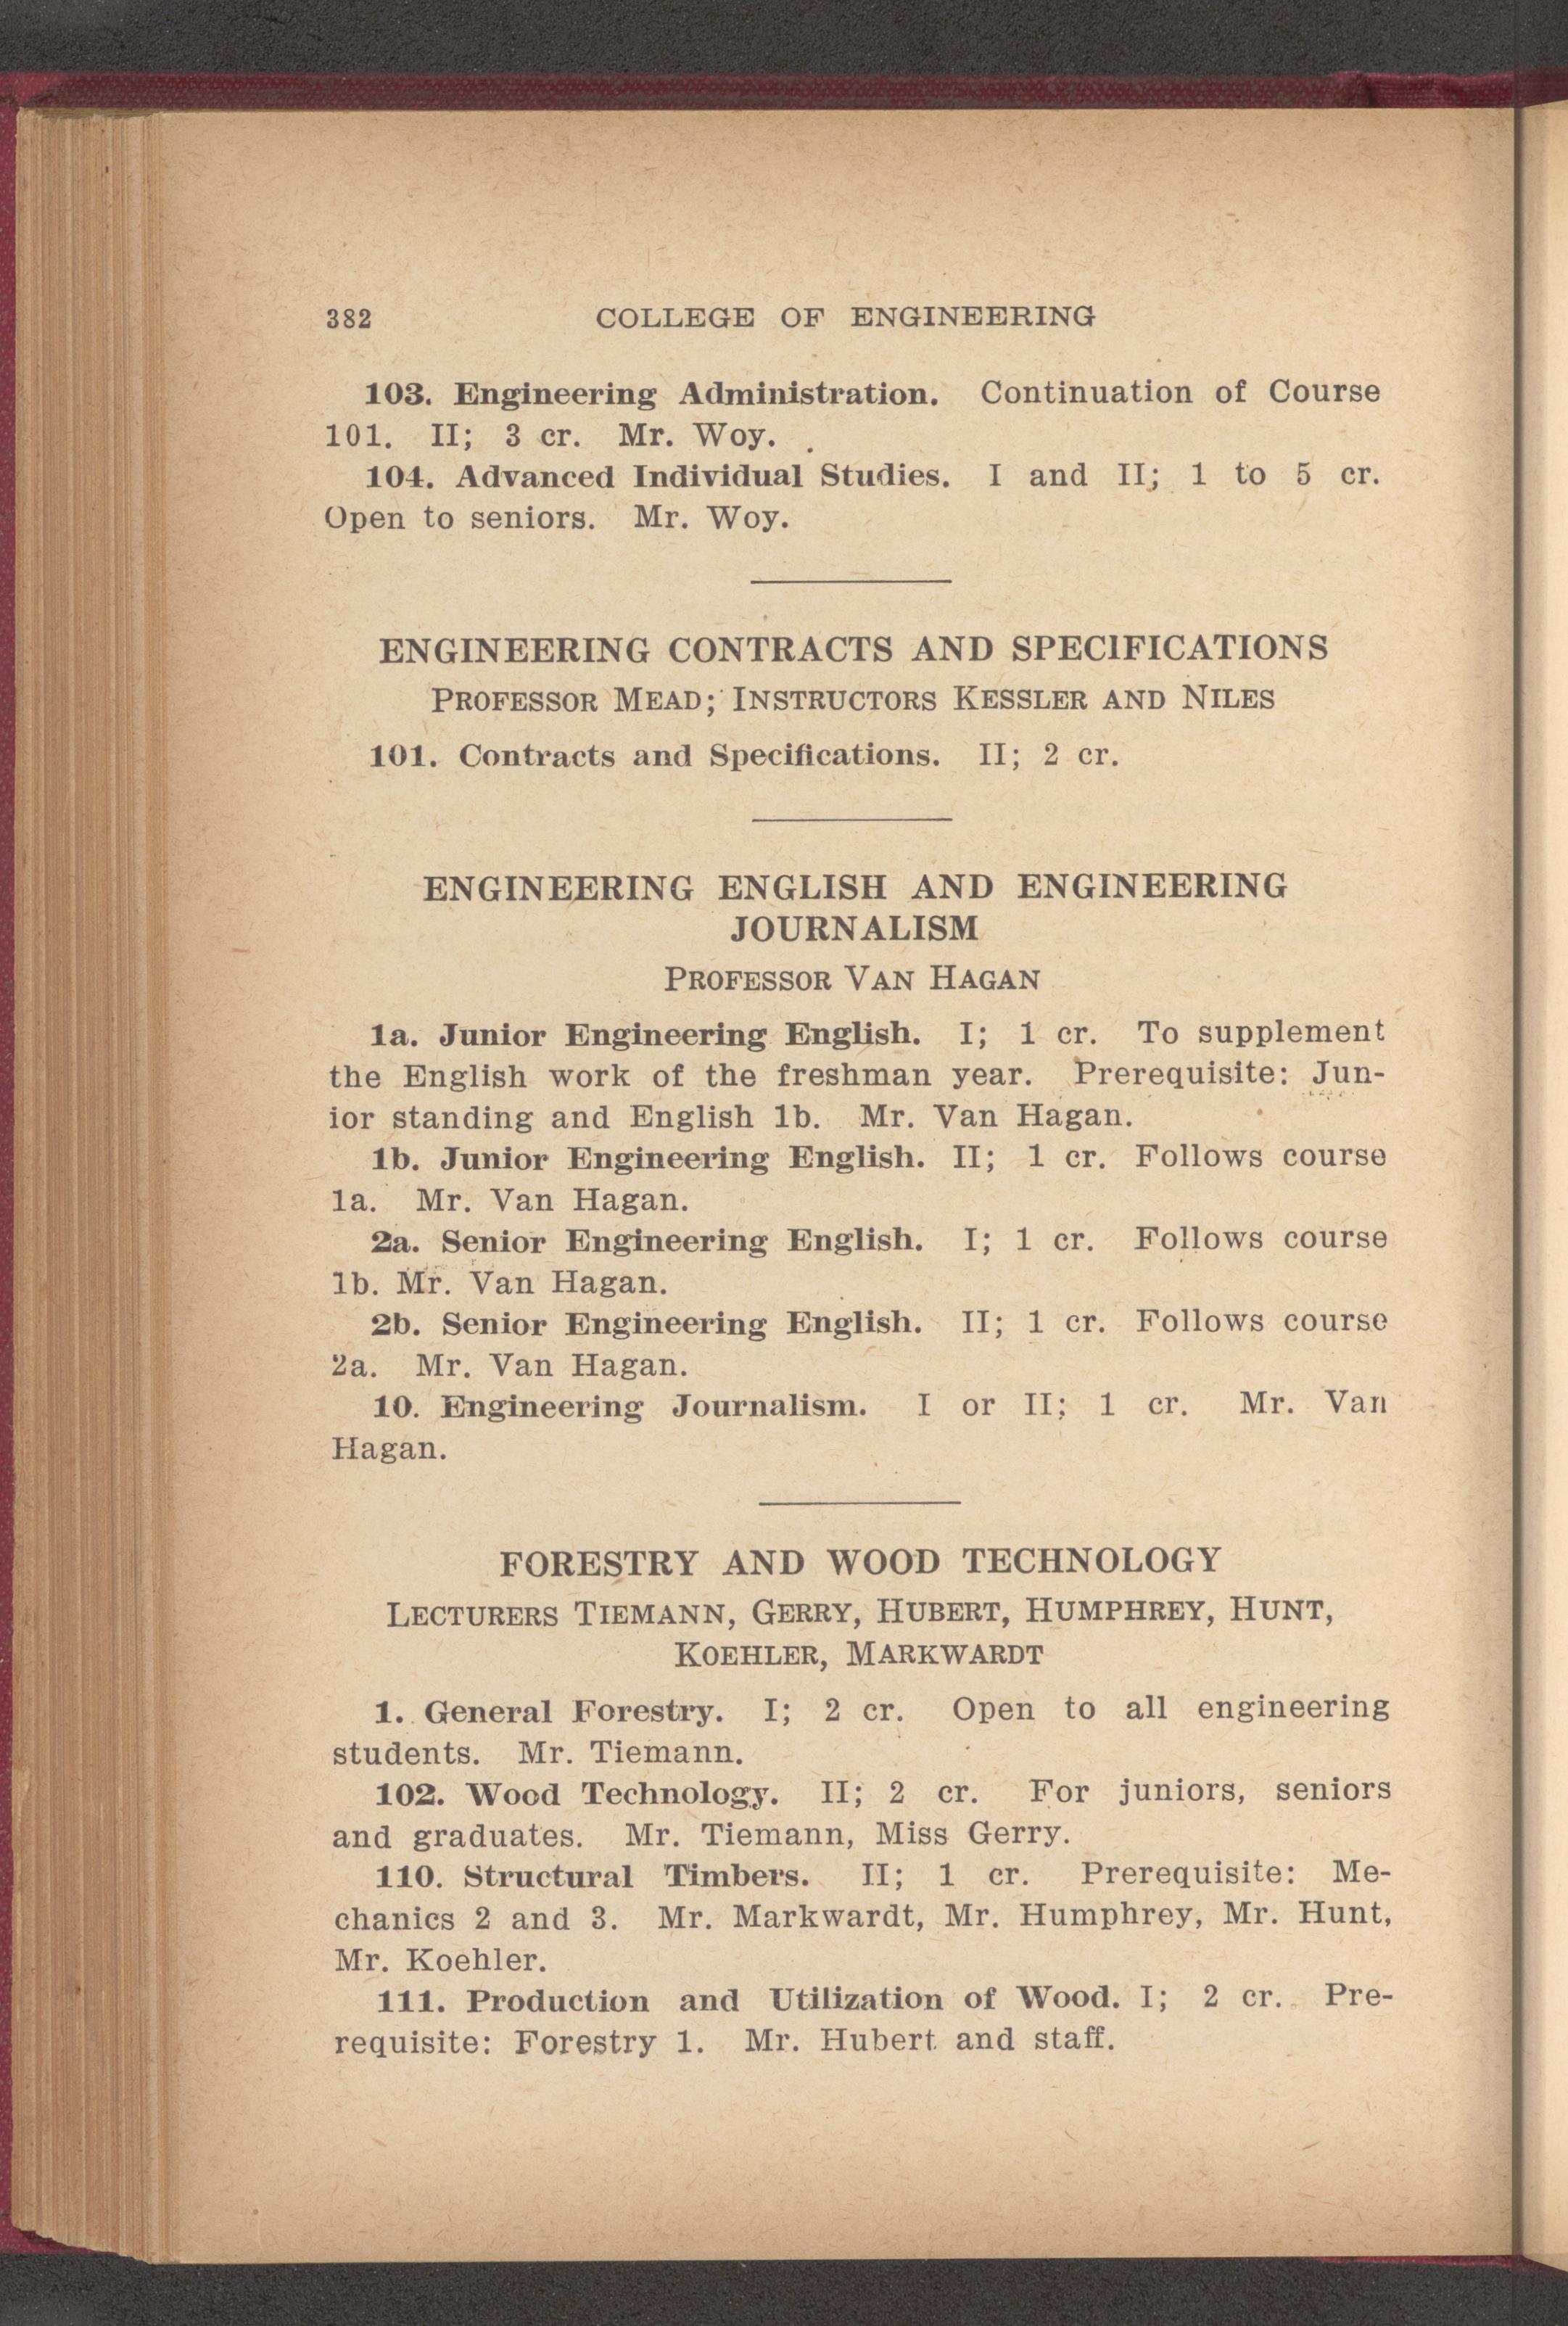 382 COLLEGE OF ENGINEERING
103. Engineering Administration. Continuation of Course
101. II; 3 cr. Mr. Woy.
104. Advanced Individual Studies. I and II; 1 to 5 cr.
Open to seniors. Mr. Woy.
ENGINEERING CONTRACTS AND SPECIFICATIONS
PROFESSOR MEAD; INSTRUCTORS KESSLER AND NILES
101. Contracts and Specifications. II; 2 cr.
ENGINEERING ENGLISH AND ENGINEERING
JOURNALISM
PROFESSOR VAN HAGAN
1a. Junior Engineering English. I; 1 cr. To supplement
the English work of the freshman year. Prerequisite: Jun-
ior standing and English 1b. Mr. Van Hagan.
1b. Junior Engineering English. II; 1 cr. Follows course
1a. Mr. Van Hagan.
2a. Senior Engineering English. I; 1 cr. Follows course
1b. Mr. Van Hagan.
2b. Senior Engineering English. II; 1 cr. Follows course
2a. Mr. Van Hagan.
10. Engineering Journalism. I or II; 1 cr. Mr. Van
Hagan.
FORESTRY AND WOOD TECHNOLOGY
LECTURERS TIEMANN, GERRY, HUBERT, HUMPHREY, HUNT,
KOEHLER, MARKWARDT
1. General Forestry. I; 2 cr. Open to all engineering
students. Mr. Tiemann.
102. Wood Technology. II; 2 cr. For juniors, seniors
and graduates. Mr. Tiemann, Miss Gerry.
110. Structural Timbers. II; 1 cr. Prerequisite: Me-
chanics 2 and 3. Mr. Markwardt, Mr. Humphrey, Mr. Hunt,
Mr. Koehler.
111. Production and Utilization of Wood. I; 2 cr. Pre-
requisite: Forestry 1. Mr. Hubert and staff.